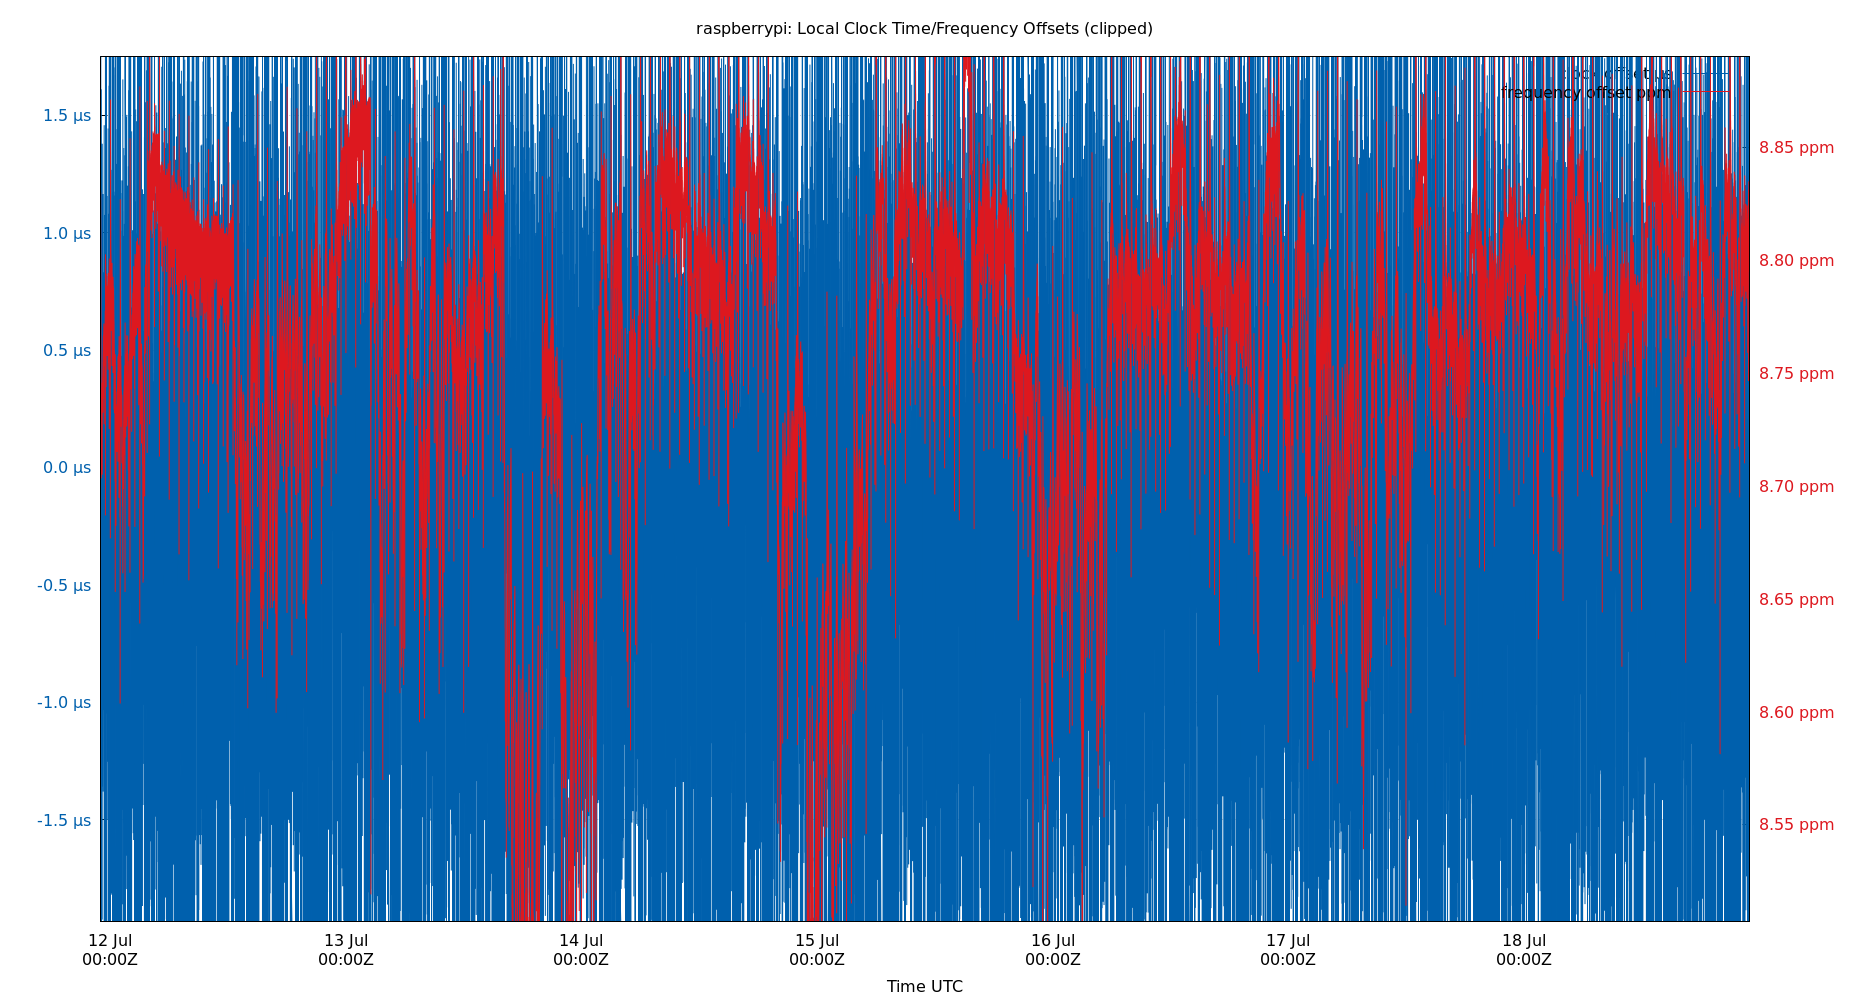 raspberrypi: Local Clock Time/Frequency Offsets (clipped)
clock offset µs
frequency offset ppm
1.5 µs
1.0 µs
0.5 µs
0.0 µs
-0.5 µs
-1.0 µs
-1.5 µs
8.85 ppm
8.80 ppm
8.75 ppm
8.70 ppm
8.65 ppm
8.60 ppm
8.55 ppm
12 Jul 13 Jul 14 Jul 15 Jul 16 Jul 17 Jul 18 Jul
00:00Z 00:00Z 00:00Z 00:00Z 00:00Z 00:00Z 00:00Z
Time UTC